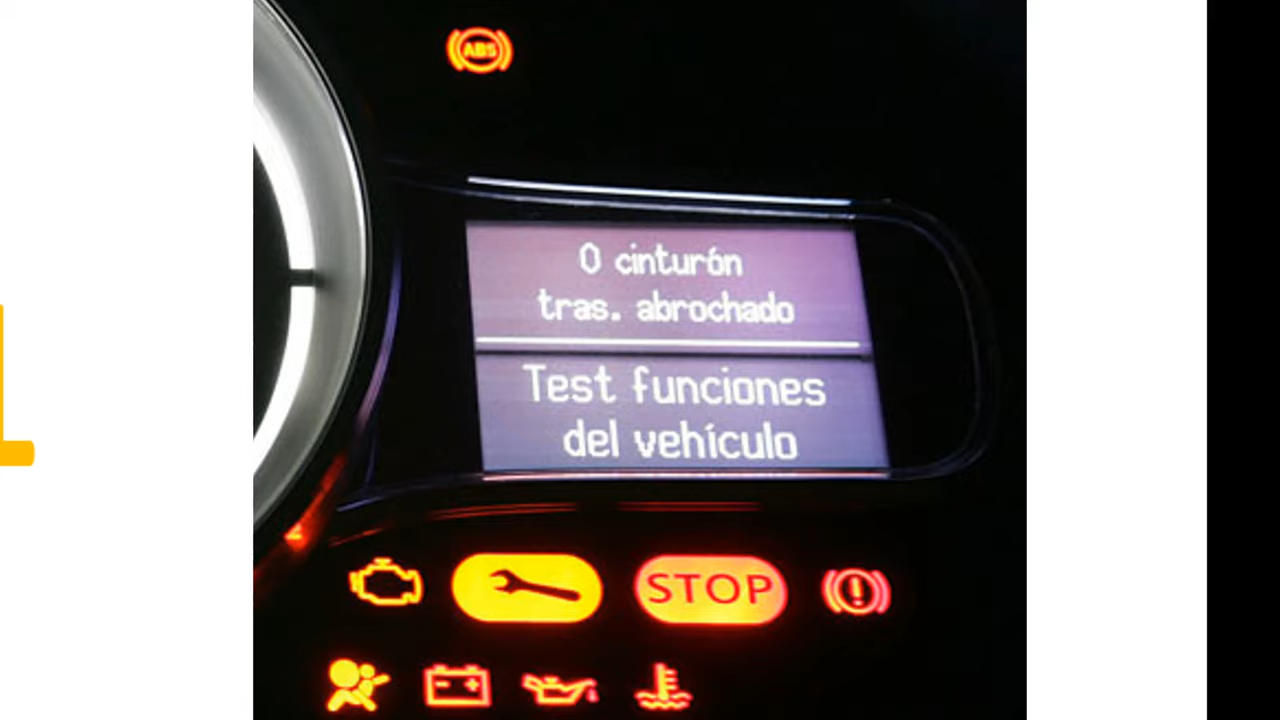 ABS
0 cinturón
tras. abrochado
Test funciones
del vehículo
STOP